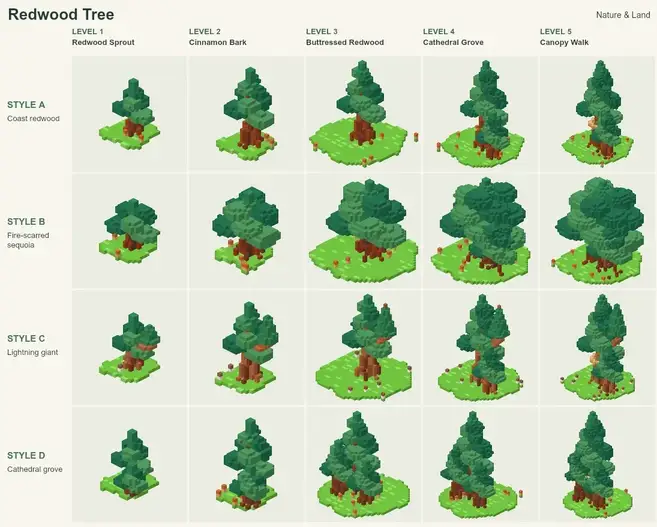 Redwood Tree
Nature & Land
LEVEL 1
Redwood Sprout
LEVEL 2
Cinnamon Bark
LEVEL 3
Buttressed Redwood
LEVEL 4
Cathedral Grove
LEVEL 5
Canopy Walk
STYLE A
Coast redwood
STYLE B
Fire-scarred
sequoia
STYLE C
Lightning giant
STYLE D
Cathedral grove